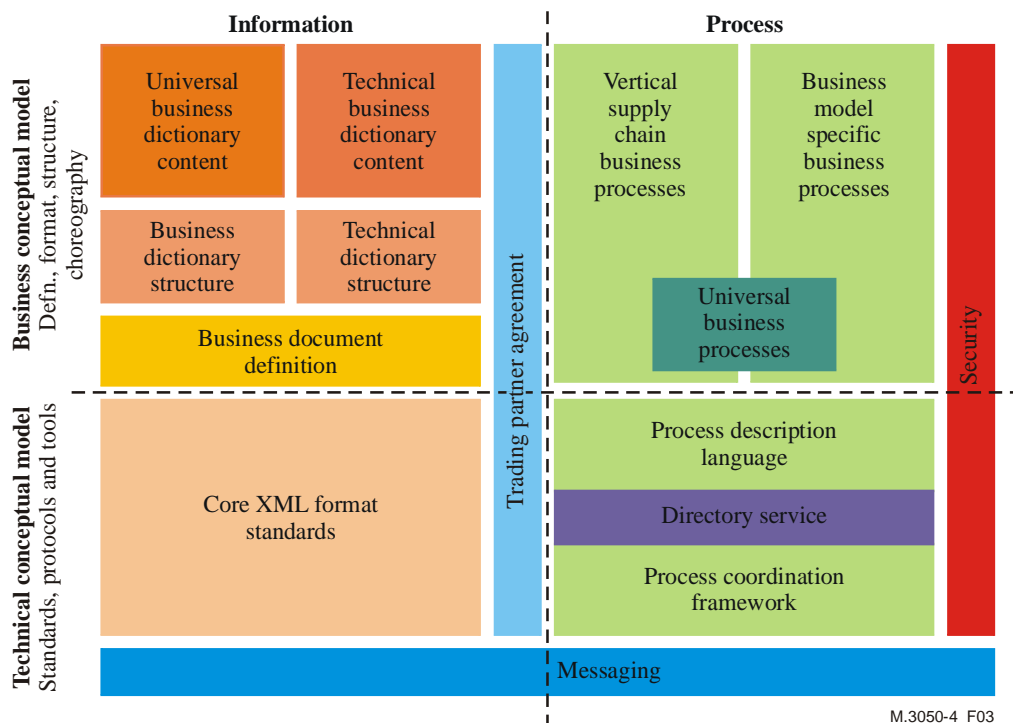 Information
Process
Business conceptual model
Defn., format, structure,
choreography
Universal
business
dictionary
content
Technical
business
dictionary
content
Business
dictionary
structure
Technical
dictionary
structure
Business document
definition
Trading partner agreement
Vertical
supply
chain
business
processes
Business
model
specific
business
processes
Universal
business
processes
Security
Technical conceptual model
Standards, protocols and tools
Core XML format
standards
Process description
language
Directory service
Process coordination
framework
Messaging
M.3050-4_F03